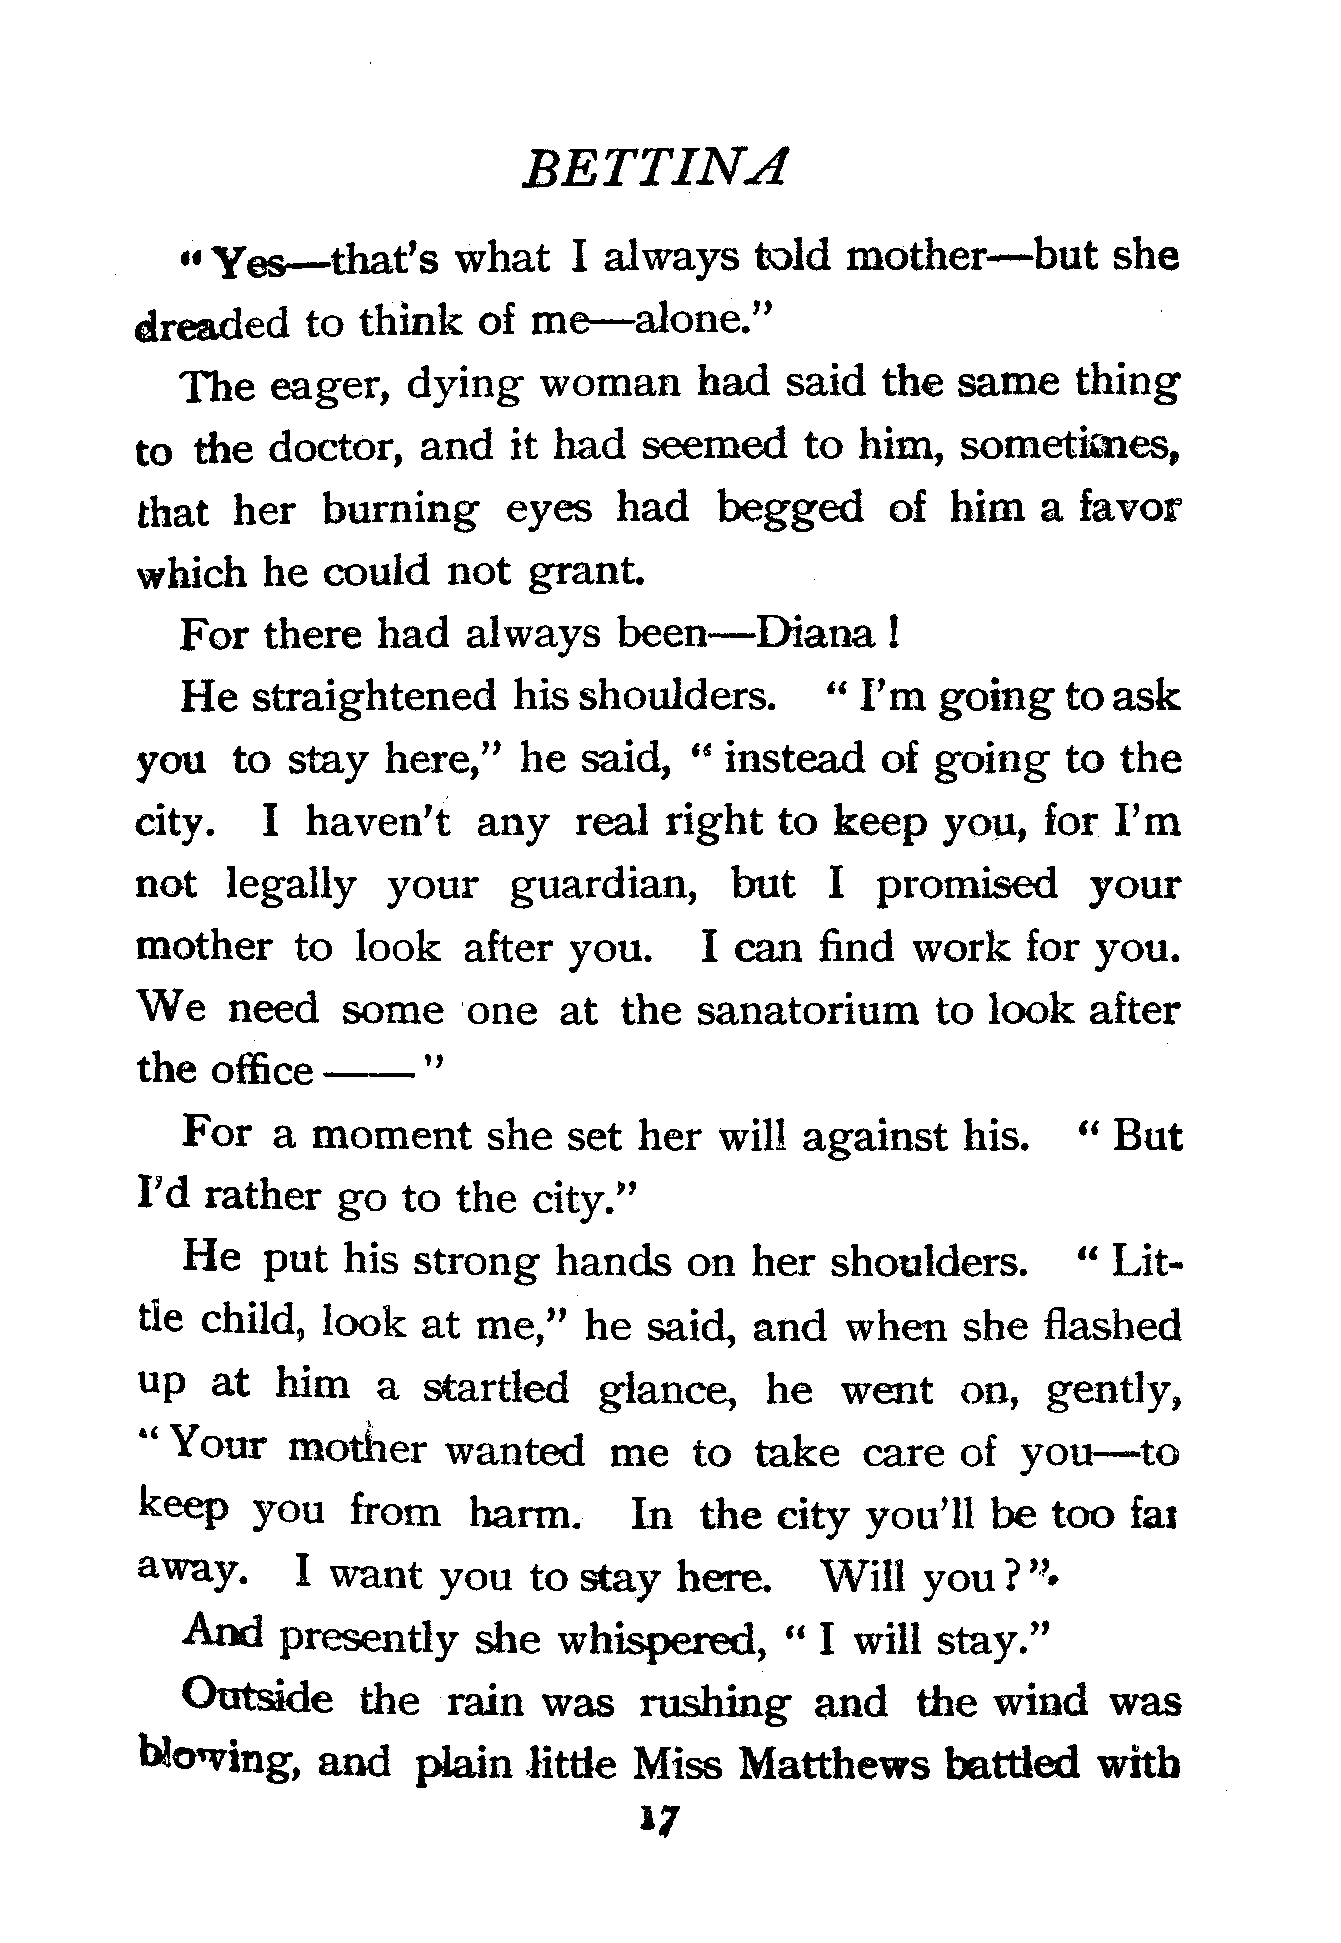 BETTINA
“Yes—that’s what I always told mother—but she
dreaded to think of me—alone.”
The eager, dying woman had said the same thing
to the doctor, and it had seemed to him, sometimes,
that her burning eyes had begged of him a favor
which he could not grant.
For there had always been—Diana !
He straightened his shoulders. “ I’m going to ask
you to stay here,” he said, “ instead of going to the
city. I haven’t any real right to keep you, for I’m
not legally your guardian, but I promised your
mother to look after you. I can find work for you.
We need some one at the sanatorium to look after
the office —— ”
For a moment she set her will against his. “ But
I’d rather go to the city.”
He put his strong hands on her shoulders. “ Lit-
tle child, look at me,” he said, and when she flashed
up at him a startled glance, he went on, gently,
“ Your mother wanted me to take care of you—to
keep you from harm. In the city you’ll be too far
away. I want you to stay here. Will you ? ”.
And presently she whispered, “ I will stay.”
Outside the rain was rushing and the wind was
blowing, and plain little Miss Matthews battled with
17